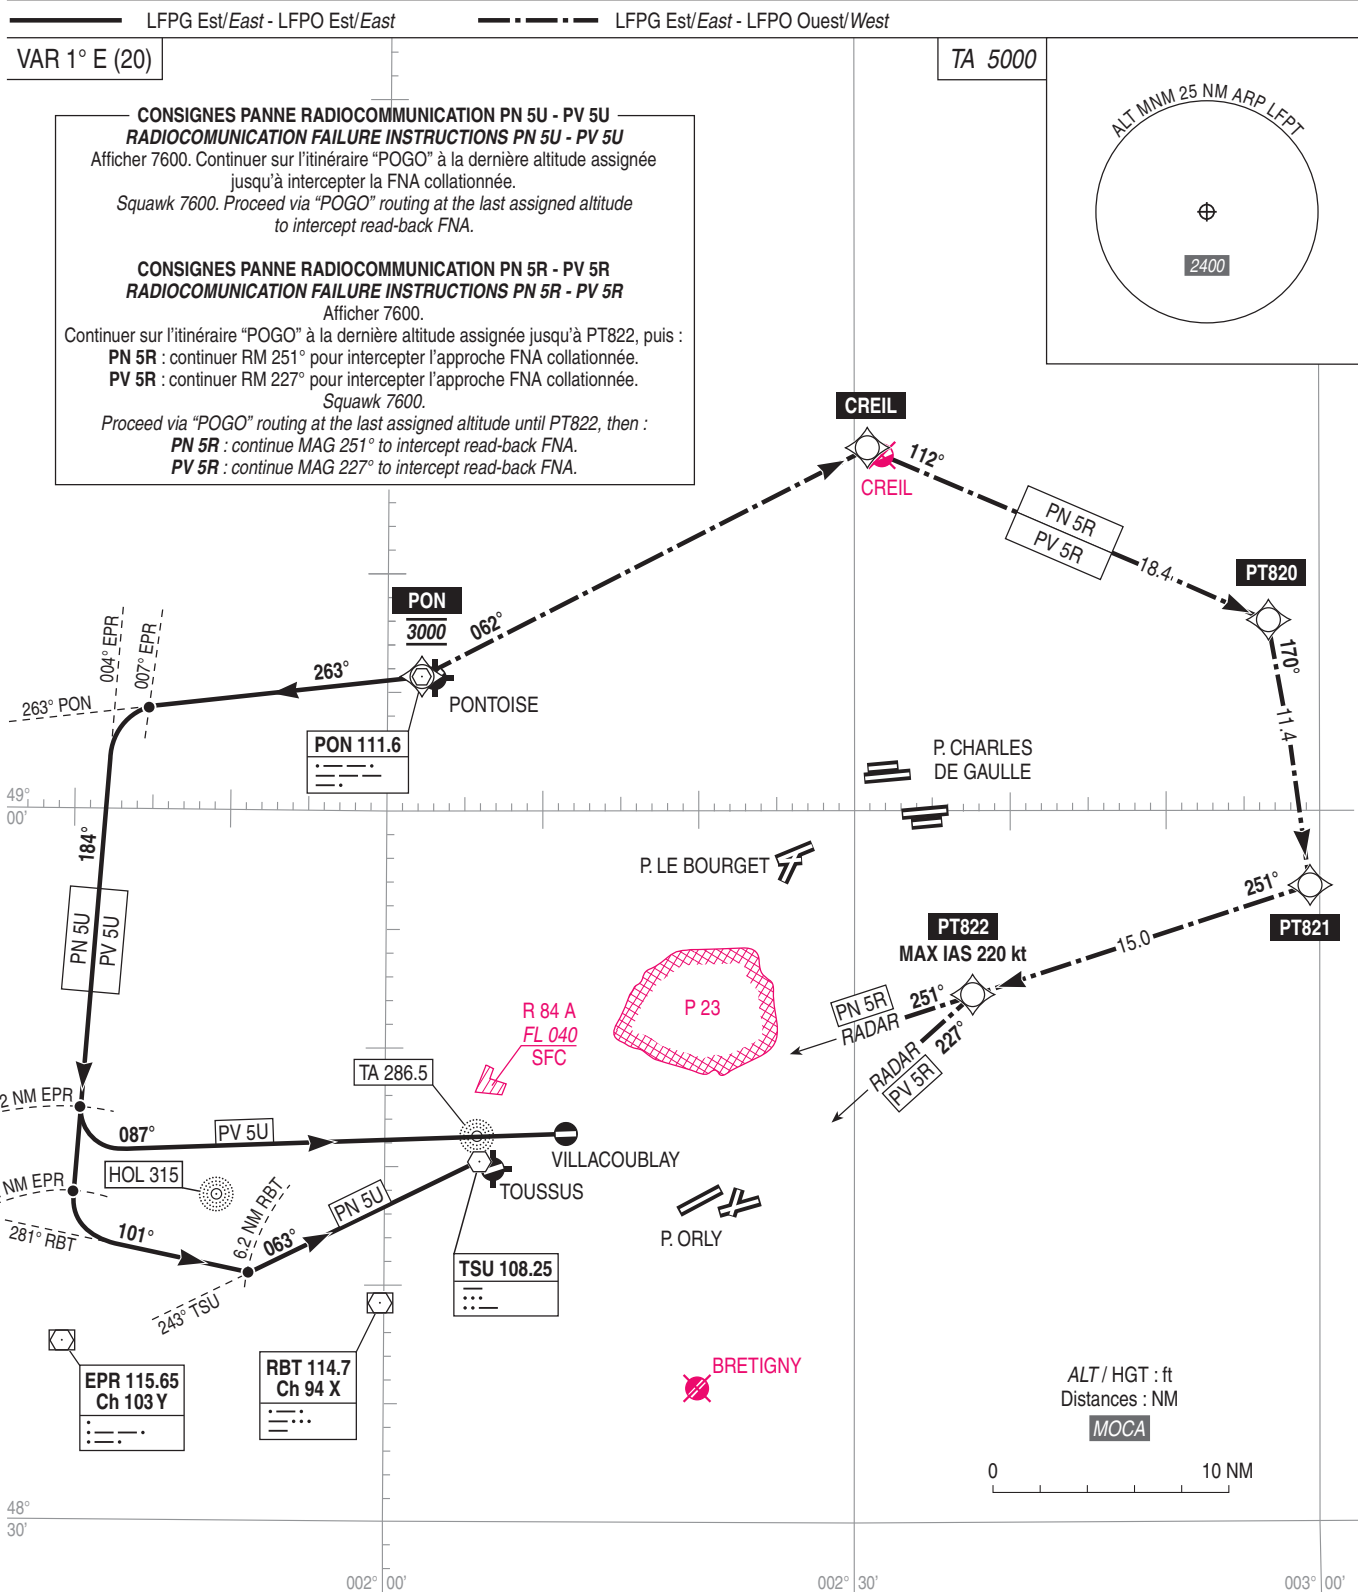 LFPG Est/East - LFPO Est/East
LFPG Est/East - LFPO Ouest/West
VAR 1° E (20)
TA 5000
ALT MNM 25 NM ARP LFPT
2400
CONSIGNES PANNE RADIOCOMMUNICATION PN 5U - PV 5U
RADIOCOMUNICATION FAILURE INSTRUCTIONS PN 5U - PV 5U
Afficher 7600. Continuer sur l'itinéraire “POGO” à la dernière altitude assignée
jusqu'à intercepter la FNA collationnée.
Squawk 7600. Proceed via “POGO” routing at the last assigned altitude
to intercept read-back FNA.
CONSIGNES PANNE RADIOCOMMUNICATION PN 5R - PV 5R
RADIOCOMUNICATION FAILURE INSTRUCTIONS PN 5R - PV 5R
Afficher 7600.
Continuer sur l'itinéraire “POGO” à la dernière altitude assignée jusqu'à PT822, puis :
PN 5R : continuer RM 251° pour intercepter l'approche FNA collationnée.
PV 5R : continuer RM 227° pour intercepter l'approche FNA collationnée.
Squawk 7600.
Proceed via “POGO” routing at the last assigned altitude until PT822, then :
PN 5R : continue MAG 251° to intercept read-back FNA.
PV 5R : continue MAG 227° to intercept read-back FNA.
CREIL
112°
CREIL
PN 5R
PV 5R
18.4
PT820
170°
11.4
PON
3000
062°
263°
PONTOISE
004° EPR
007° EPR
263° PON
PON 111.6
P. CHARLES
DE GAULLE
49°
00'
184°
P. LE BOURGET
251°
PT821
PT822
MAX IAS 220 kt
15.0
PN 5U
PV 5U
P 23
PN 5R
251°
RADAR
227°
RADAR
PV 5R
R 84 A
FL 040
SFC
TA 286.5
2 NM EPR
087°
PV 5U
VILLACOUBLAY
HOL 315
NM EPR
TOUSSUS
PN 5U
6.2 NM RBT
281° RBT
101°
063°
P. ORLY
243° TSU
TSU 108.25
EPR 115.65
Ch 103 Y
RBT 114.7
Ch 94 X
BRETIGNY
ALT / HGT : ft
Distances : NM
MOCA
0
10 NM
48°
30'
002° 00'
002° 30'
003° 00'